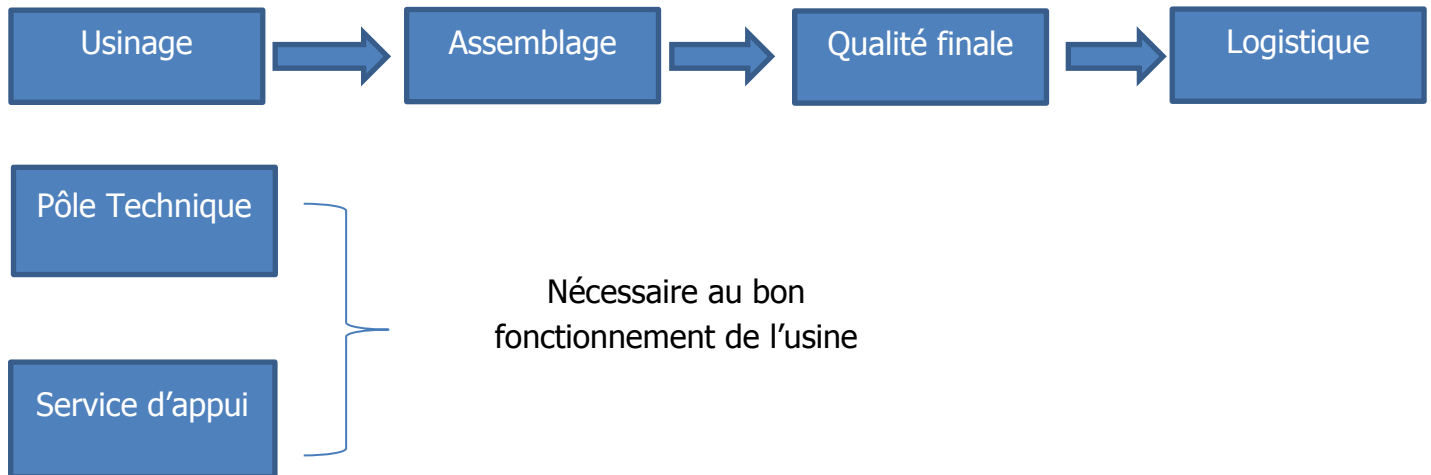 Usinage
Assemblage
Qualité finale
Logistique
Pôle Technique
Nécessaire au bon
fonctionnement de l’usine
Service d’appui